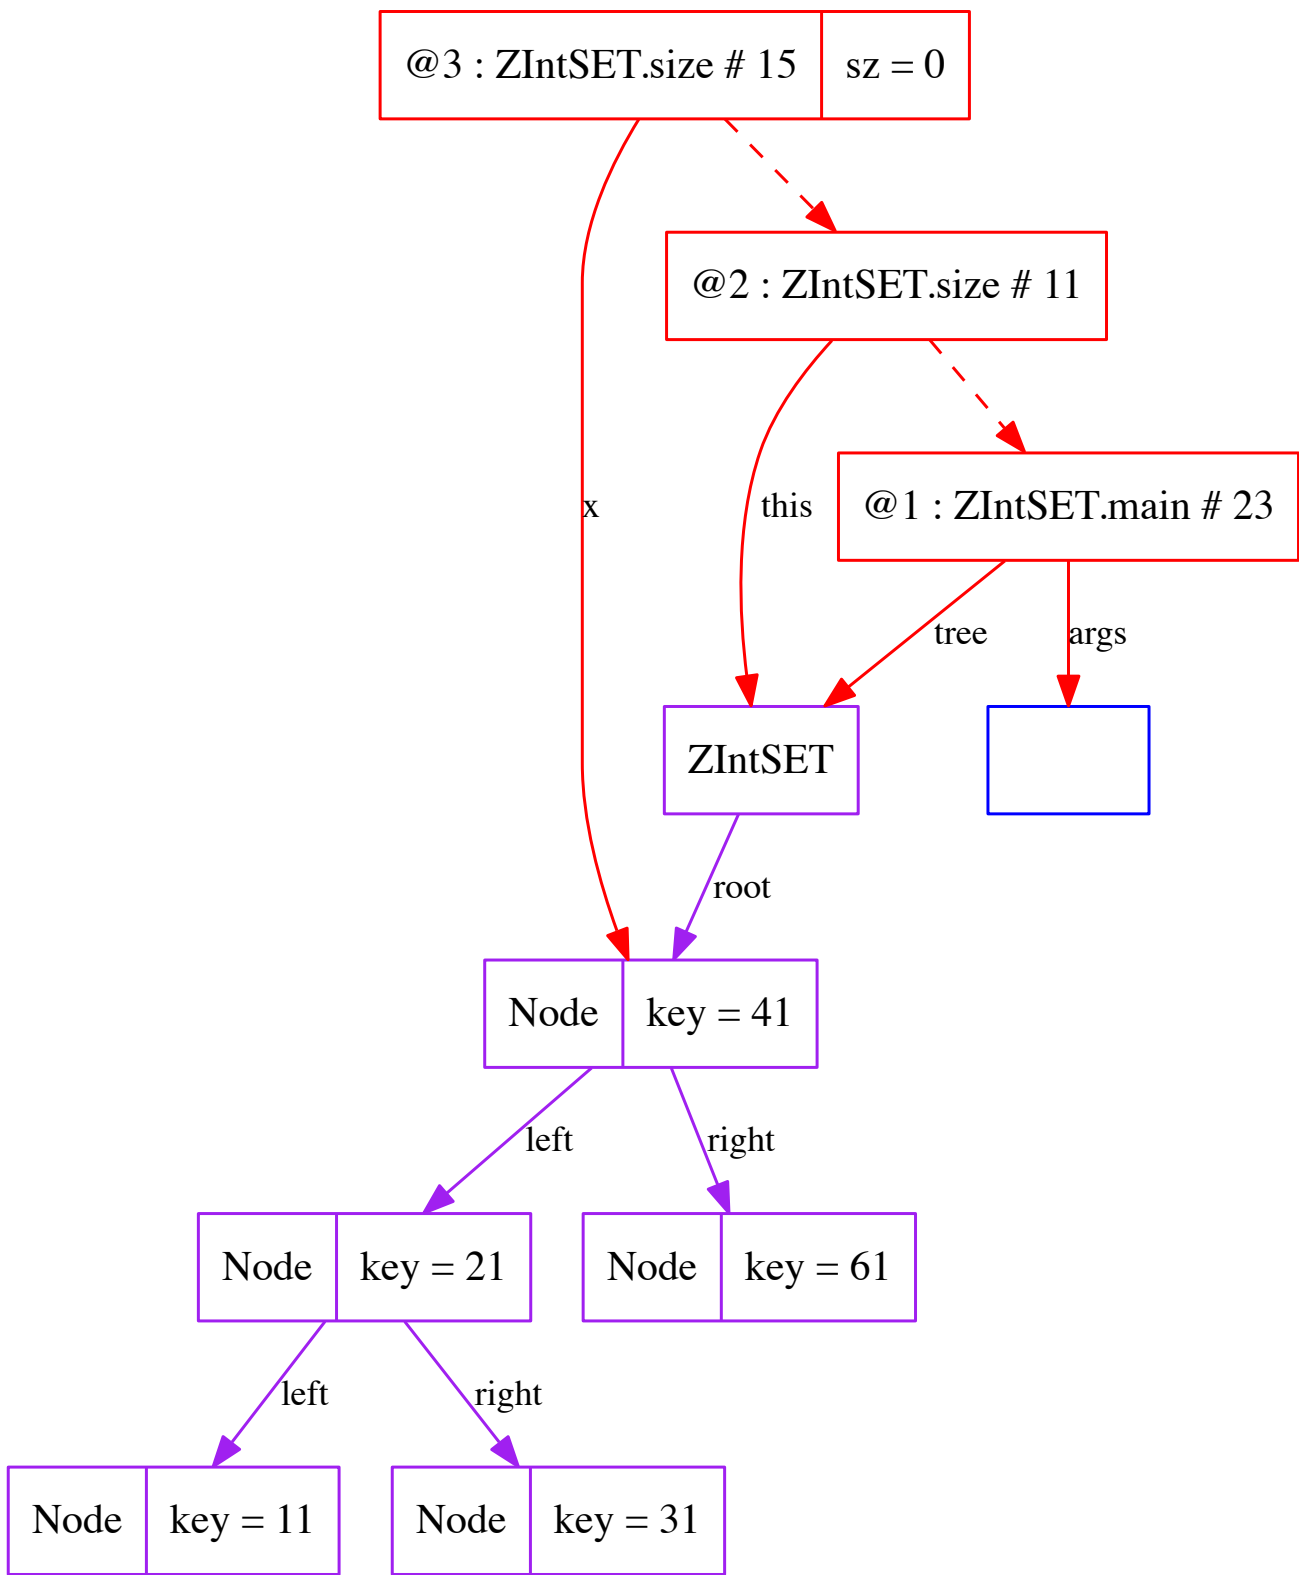 @3 : ZIntSET.size # 15 sz = 0
@2 : ZIntSET.size # 11
x
this
@1 : ZIntSET.main # 23
tree
args
ZIntSET
root
Node key = 41
left
right
Node key = 21
Node key = 61
left
right
Node key = 11
Node key = 31